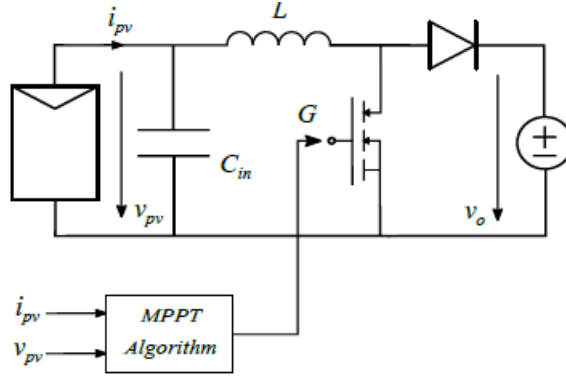 i_pv
L
G
C_in
v_pv
v_o
i_pv
v_pv
MPPT
Algorithm